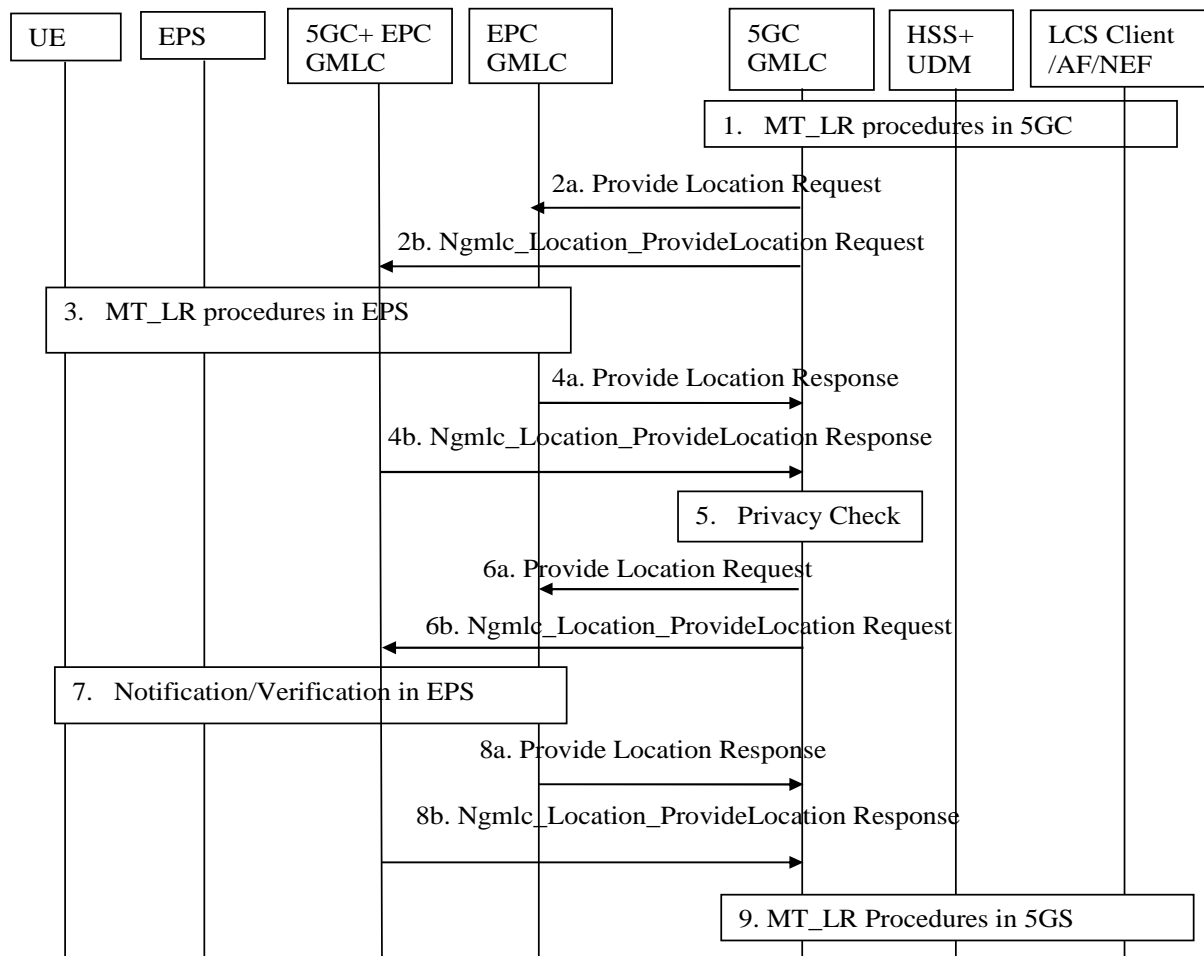 UE
EPS
5GC+ EPC
GMLC
EPC
GMLC
5GC
GMLC
HSS+
UDM
LCS Client
/AF/NEF
1. MT_LR procedures in 5GC
2a. Provide Location Request
2b. Ngmlc_Location_ProvideLocation Request
3. MT_LR procedures in EPS
4a. Provide Location Response
4b. Ngmlc_Location_ProvideLocation Response
5. Privacy Check
6a. Provide Location Request
6b. Ngmlc_Location_ProvideLocation Request
7. Notification/Verification in EPS
8a. Provide Location Response
8b. Ngmlc_Location_ProvideLocation Response
9. MT_LR Procedures in 5GS